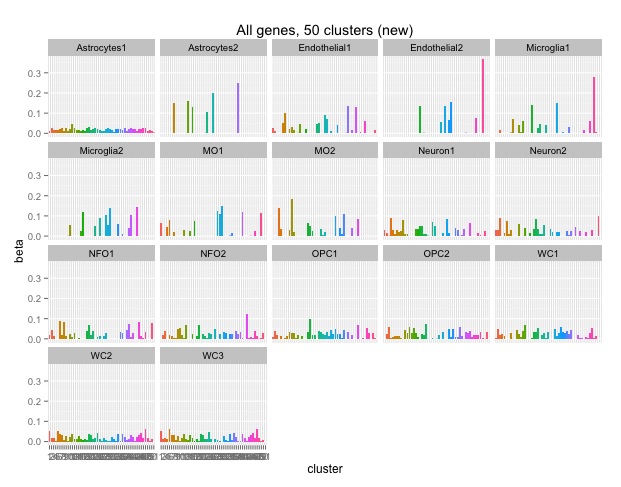 All genes, 50 clusters (new)
Astrocytes1 Astrocytes2 Endothelial1 Endothelial2 Microglia1
0.3
0.2
0.1
0.0
Microglia2 MO1 MO2 Neuron1 Neuron2
0.3
0.2
0.1
0.0
beta
NFO1 NFO2 OPC1 OPC2 WC1
0.3
0.2
0.1
0.0
WC2 WC3
0.3
0.2
0.1
0.0
cluster